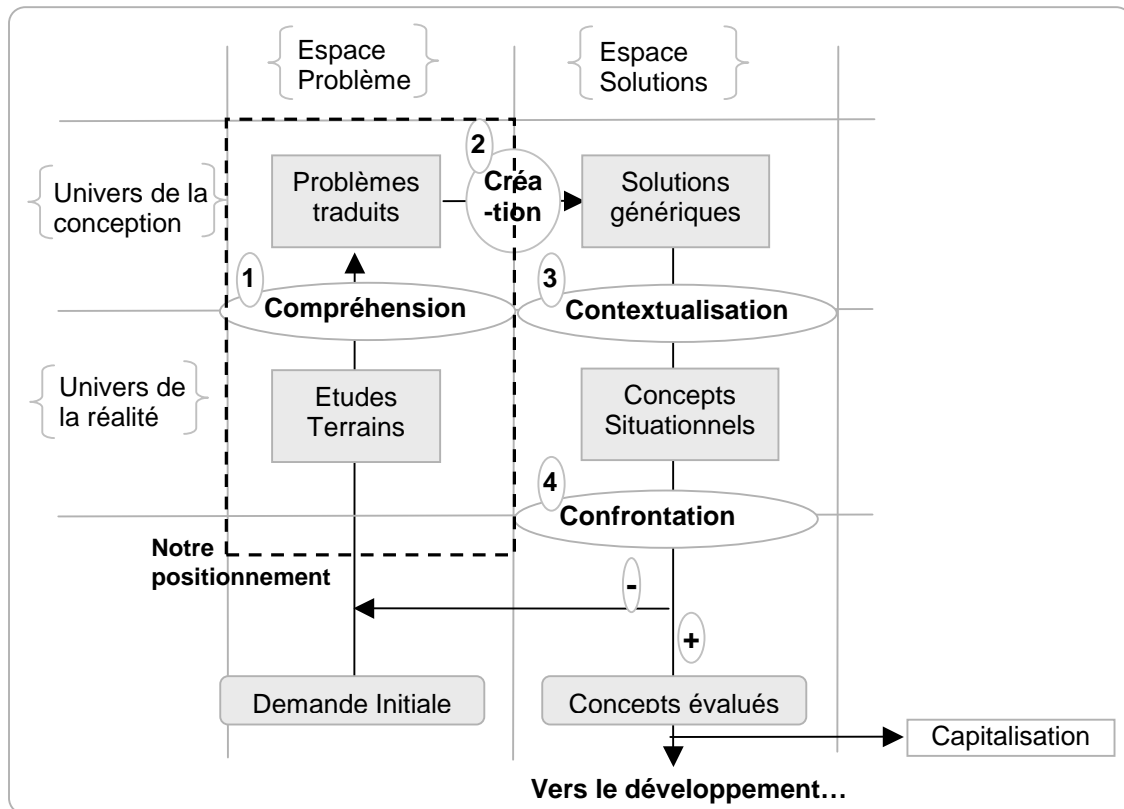 Espace
Problème
Espace
Solutions
2
Univers de la
conception
Problèmes
traduits
Créa
-tion
Solutions
génériques
1
Compréhension
3
Contextualisation
Univers de
la réalité
Etudes
Terrains
Concepts
Situationnels
4
Confrontation
Notre
positionnement
-
+
Demande Initiale
Concepts évalués
Capitalisation
Vers le développement…